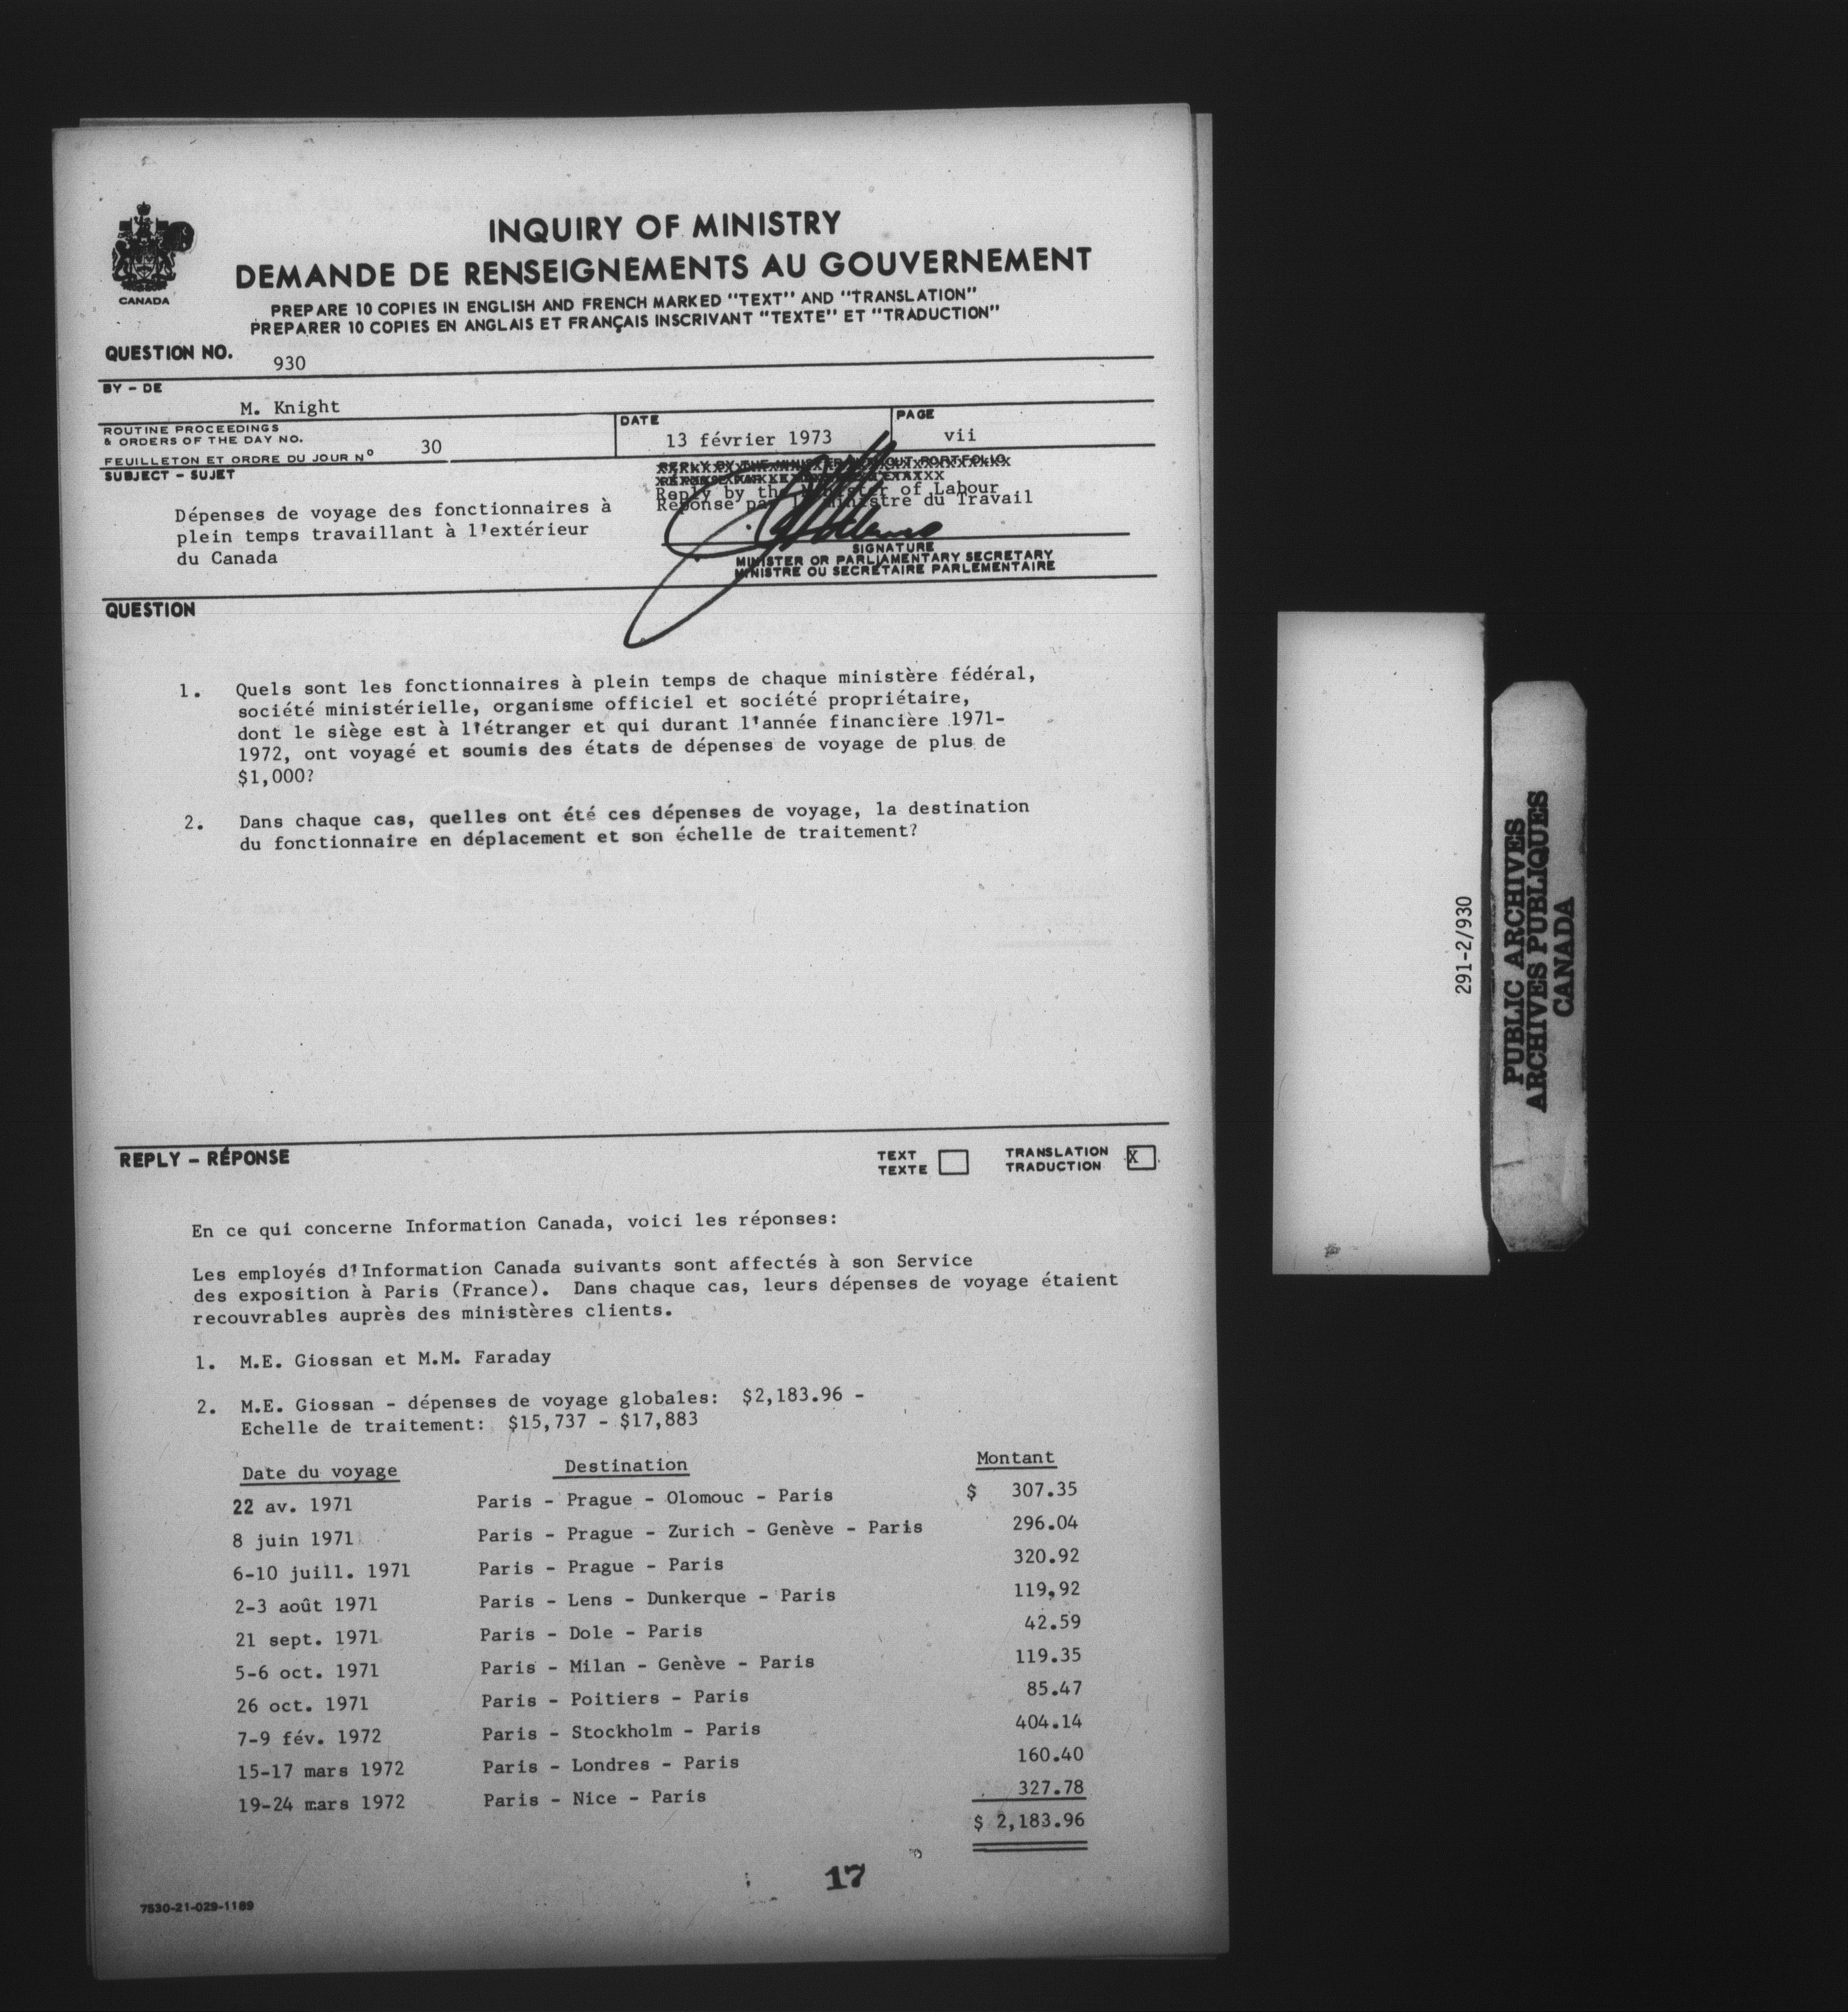 INQUIRY OF MINISTRY
DEMANDE DE RENSEIGNEMENTS AU GOUVERNEMENT
PREPARE 10 COPIES IN ENGLISH AND FRENCH MARKED "TEXT" AND "TRANSLATION"
PREPARER 10 COPIES EN ANGLAIS ET FRANÇAIS INSCRIVANT "TEXTE" ET "TRADUCTION"
CANADA
QUESTION NO. 930
BY - DE
M. Knight
ROUTINE PROCEEDINGS
& ORDERS OF THE DAY NO.
FEUILLETON ET ORDRE DU JOUR Nº 30
DATE
13 février 1973
PAGE
vii
SUBJECT - SUJET
Dépenses de voyage des fonctionnaires à
plein temps travaillant à l'extérieur
du Canada
REPLY BY THE MINISTER WITHOUT PORTFOLIO
Reply by the Minister of Labour
Réponse par le Ministre du Travail
SIGNATURE
MINISTER OR PARLIAMENTARY SECRETARY
MINISTRE OU SECRÉTAIRE PARLEMENTAIRE
QUESTION
1. Quels sont les fonctionnaires à plein temps de chaque ministère fédéral,
société ministérielle, organisme officiel et société propriétaire,
dont le siège est à l'étranger et qui durant l'année financière 1971-
1972, ont voyagé et soumis des états de dépenses de voyage de plus de
$1,000?
2. Dans chaque cas, quelles ont été ces dépenses de voyage, la destination
du fonctionnaire en déplacement et son échelle de traitement?
REPLY - RÉPONSE
TEXT
TEXTE
TRANSLATION
TRADUCTION
X
En ce qui concerne Information Canada, voici les réponses:
Les employés d'Information Canada suivants sont affectés à son Service
des exposition à Paris (France). Dans chaque cas, leurs dépenses de voyage étaient
recouvrables auprès des ministères clients.
1. M.E. Giossan et M.M. Faraday
2. M.E. Giossan - dépenses de voyage globales: $2,183.96 -
Echelle de traitement: $15,737 - $17,883
Date du voyage Destination Montant
22 av. 1971 Paris - Prague - Olomouc - Paris $ 307.35
8 juin 1971 Paris - Prague - Zurich - Genève - Paris 296.04
6-10 juill. 1971 Paris - Prague - Paris 320.92
2-3 août 1971 Paris - Lens - Dunkerque - Paris 119,92
21 sept. 1971 Paris - Dole - Paris 42.59
5-6 oct. 1971 Paris - Milan - Genève - Paris 119.35
26 oct. 1971 Paris - Poitiers - Paris 85.47
7-9 fév. 1972 Paris - Stockholm - Paris 404.14
15-17 mars 1972 Paris - Londres - Paris 160.40
19-24 mars 1972 Paris - Nice - Paris 327.78
$ 2,183.96
17
7530-21-029-1189
291-2/930
PUBLIC ARCHIVES
ARCHIVES PUBLIQUES
CANADA